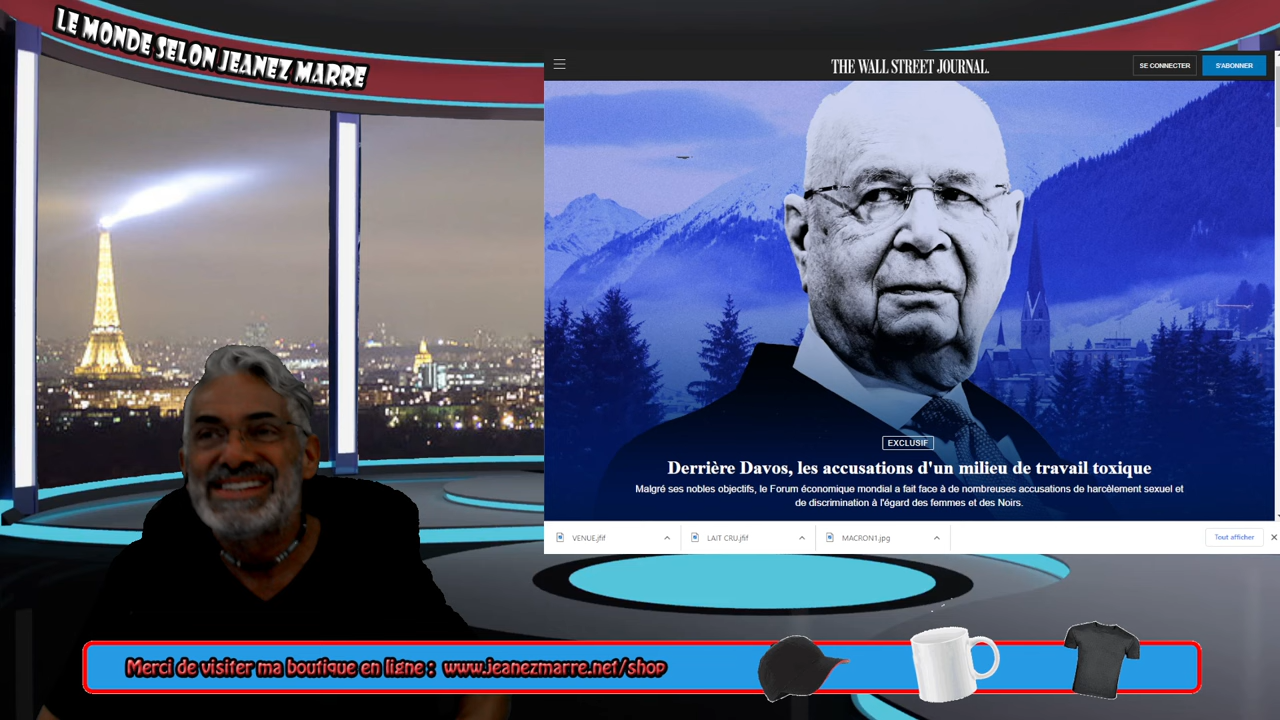 LE MONDE SELON JEANEZ MARRE
THE WALL STREET JOURNAL.
SE CONNECTER
S'ABONNER
EXCLUSIF
Derrière Davos, les accusations d'un milieu de travail toxique
Malgré ses nobles objectifs, le Forum économique mondial a fait face à de nombreuses accusations de harcèlement sexuel et
de discrimination à l'égard des femmes et des Noirs.
VENUE.jfif
LAIT CRU.jfif
MACRON1.jpg
Tout afficher
Merci de visiter ma boutique en ligne : www.jeanezmarre.net/shop